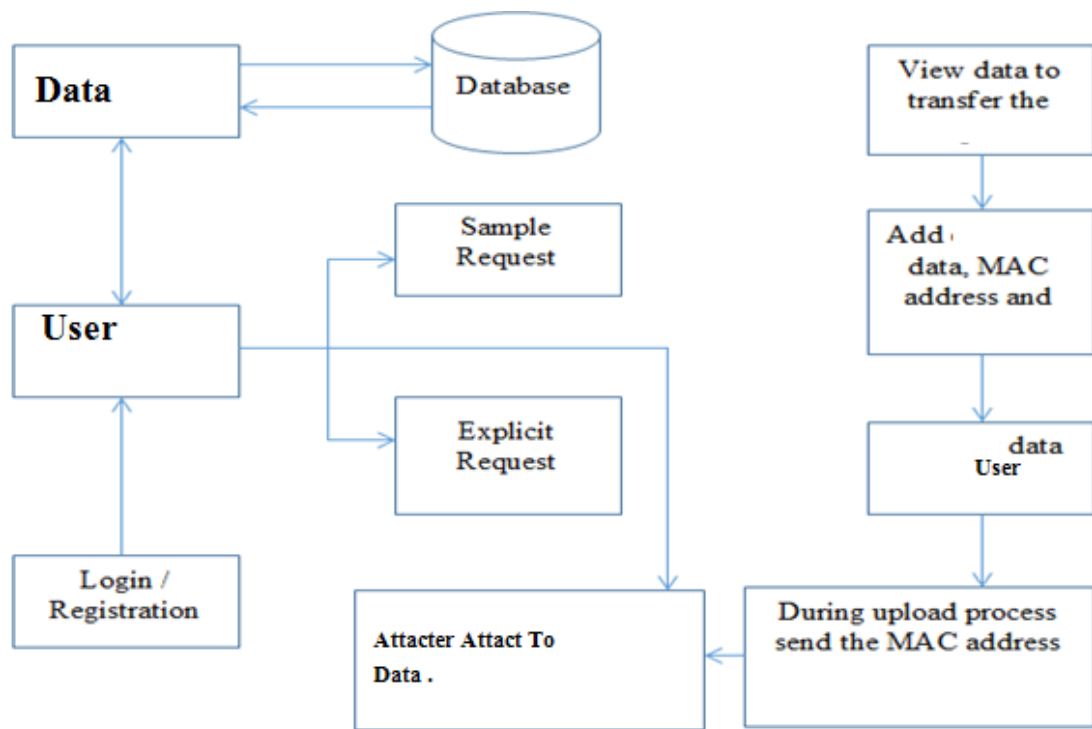 Data
Database
View data to
transfer the
Sample
Request
Add
data, MAC
address and
User
Explicit
Request
data
User
Login /
Registration
During upload process
send the MAC address
Attacter Attact To
Data .